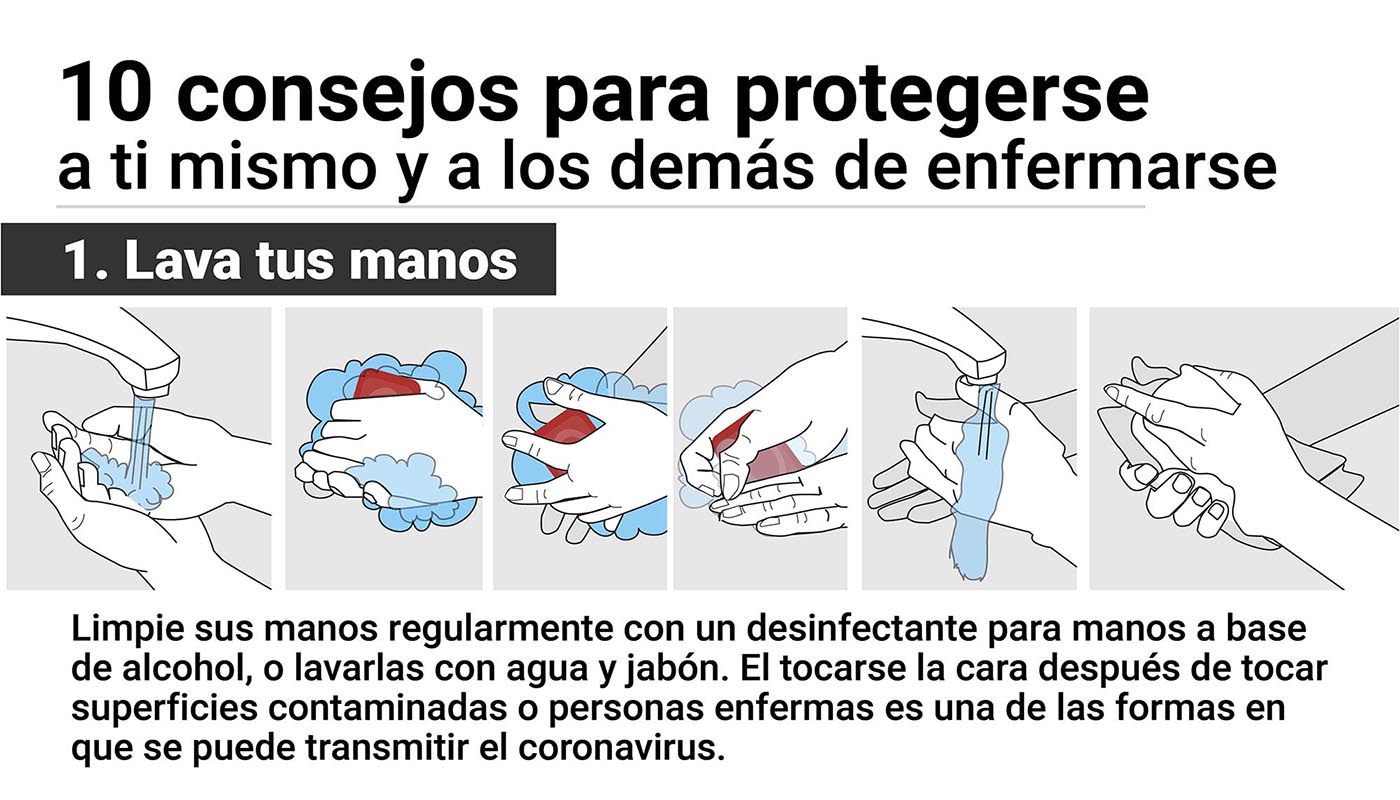 10 consejos para protegerse
a ti mismo y a los demás de enfermarse
1. Lava tus manos
Limpie sus manos regularmente con un desinfectante para manos a base
de alcohol, o lavarlas con agua y jabón. El tocarse la cara después de tocar
superficies contaminadas o personas enfermas es una de las formas en
que se puede transmitir el coronavirus.